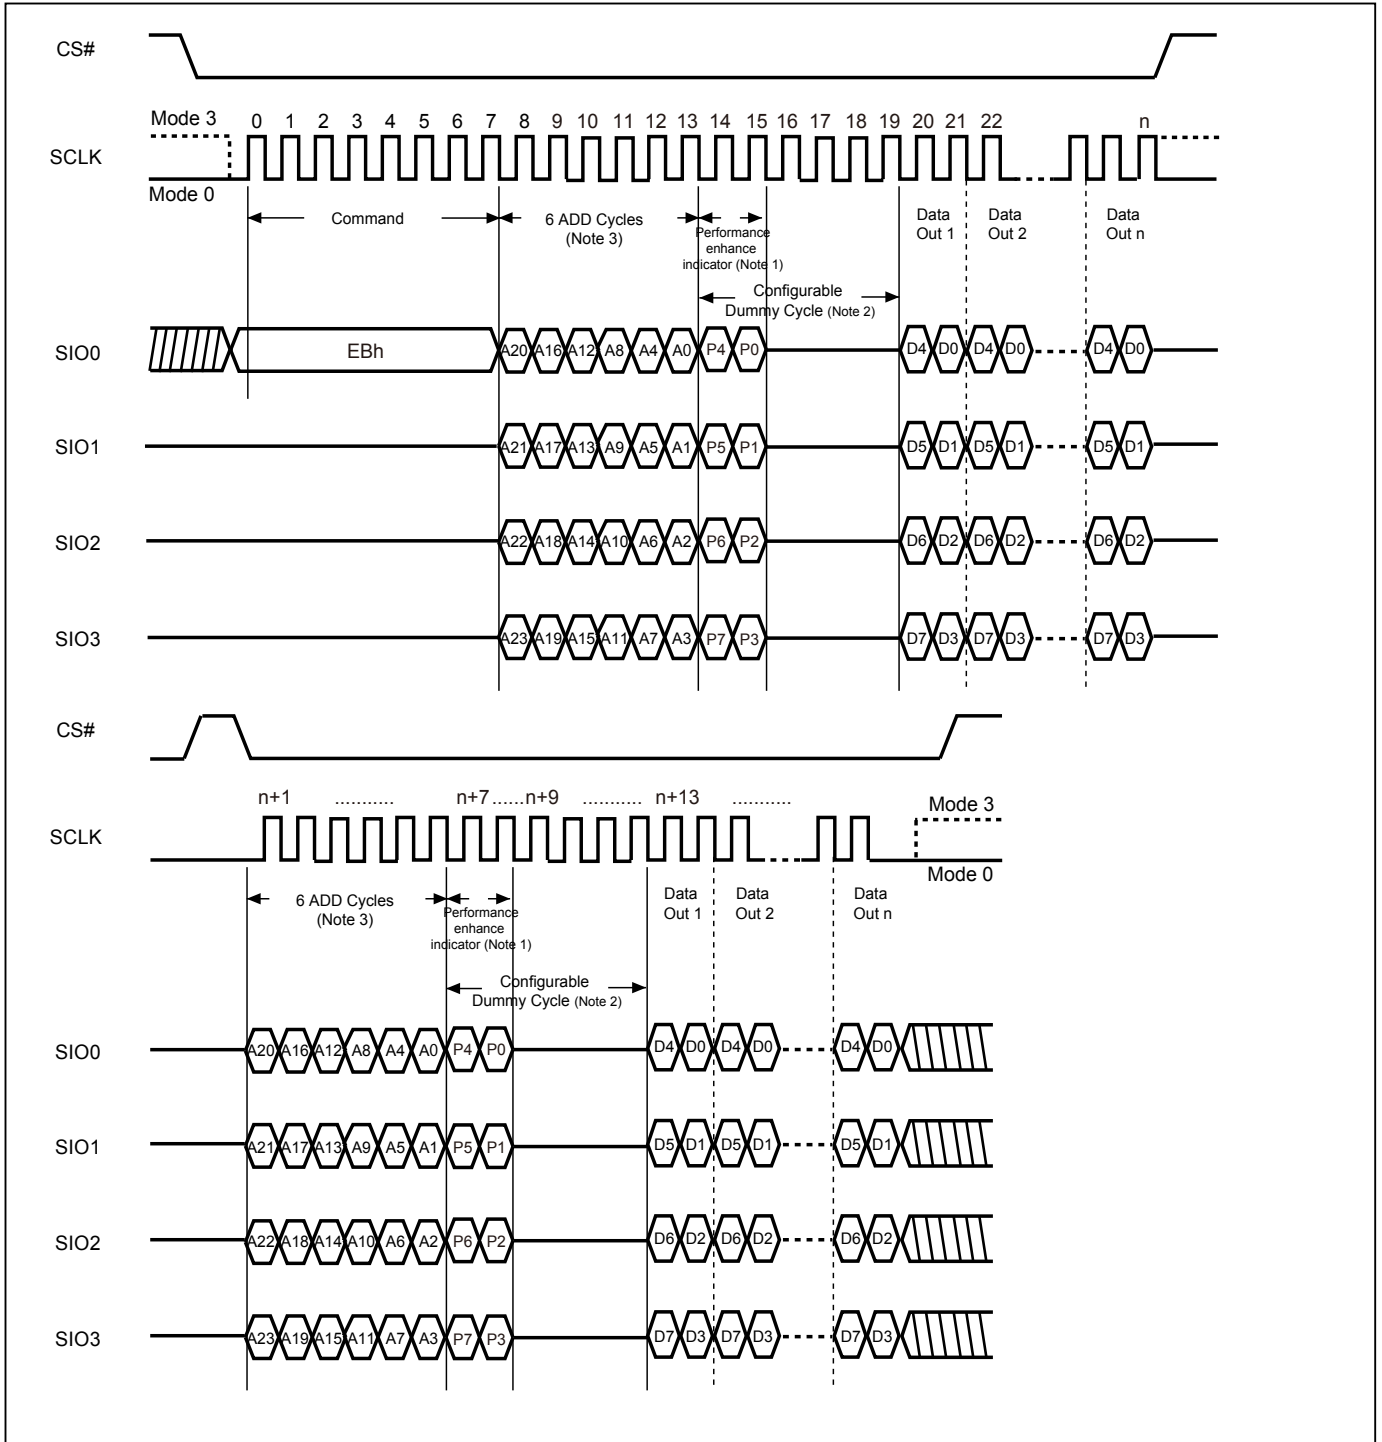 CS#
Mode 3
0 1 2 3 4 5 6 7 8 9 10 11 12 13 14 15 16 17 18 19 20 21 22 n
SCLK
Mode 0
Command
6 ADD Cycles
(Note 3)
Performance
enhance
indicator (Note 1)
Data
Out 1
Data
Out 2
Data
Out n
Configurable
Dummy Cycle (Note 2)
SIO0
EBh
A20 A16 A12 A8 A4 A0 P4 P0 D4 D0 D4 D0 D4 D0
SIO1
A21 A17 A13 A9 A5 A1 P5 P1 D5 D1 D5 D1 D5 D1
SIO2
A22 A18 A14 A10 A6 A2 P6 P2 D6 D2 D6 D2 D6 D2
SIO3
A23 A19 A15 A11 A7 A3 P7 P3 D7 D3 D7 D3 D7 D3
CS#
n+1 ........... n+7......n+9 ........... n+13 ...........
Mode 3
SCLK
Mode 0
6 ADD Cycles
(Note 3)
Performance
enhance
indicator (Note 1)
Data
Out 1
Data
Out 2
Data
Out n
Configurable
Dummy Cycle (Note 2)
SIO0
A20 A16 A12 A8 A4 A0 P4 P0 D4 D0 D4 D0 D4 D0
SIO1
A21 A17 A13 A9 A5 A1 P5 P1 D5 D1 D5 D1 D5 D1
SIO2
A22 A18 A14 A10 A6 A2 P6 P2 D6 D2 D6 D2 D6 D2
SIO3
A23 A19 A15 A11 A7 A3 P7 P3 D7 D3 D7 D3 D7 D3